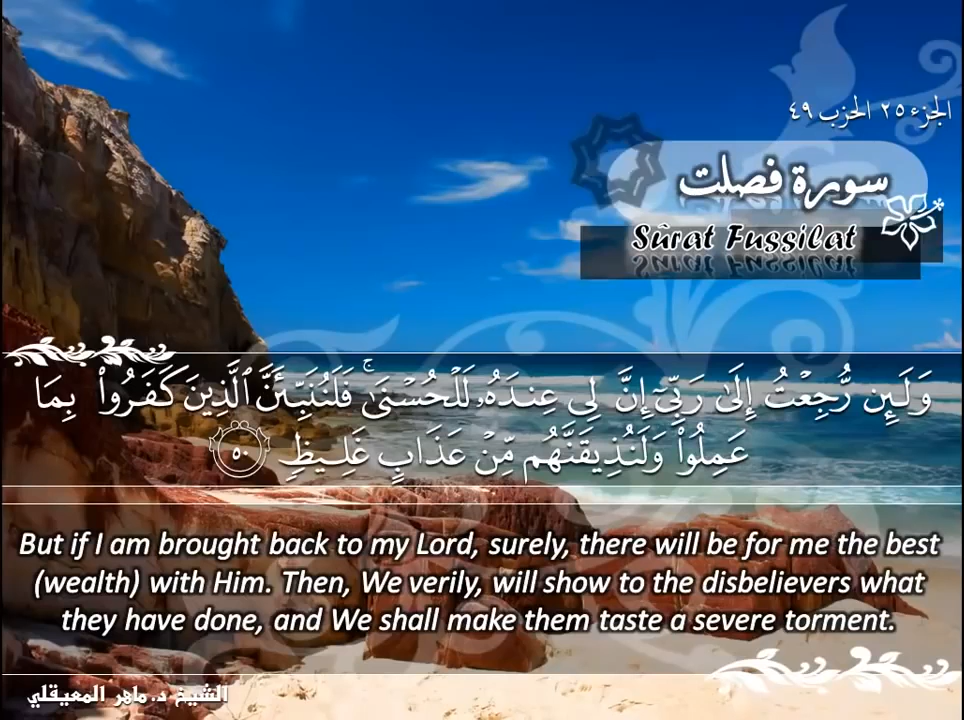 الجزء ٢٥ الحزب ٤٩
سورة فصلت
Sûrat Fussilat
وَلَئِن رُّجِعْتُ إِلَىٰ رَبِّىٓ إِنَّ لِى عِندَهُۥ لَلْحُسْنَىٰ ۚ فَلَنُنَبِّئَنَّ ٱلَّذِينَ كَفَرُوا۟ بِمَا
عَمِلُوا۟ وَلَنُذِيقَنَّهُم مِّنْ عَذَابٍ غَلِيظٍ ٥٠
But if I am brought back to my Lord, surely, there will be for me the best
(wealth) with Him. Then, We verily, will show to the disbelievers what
they have done, and We shall make them taste a severe torment.
الشيخ د. ماهر المعيقلي